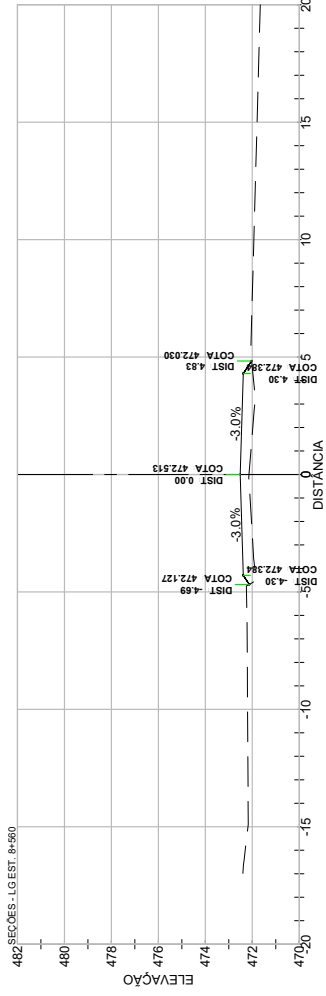 SEÇÕES - LG EST. 8+560
482
480
478
476
474
472
470
ELEVAÇÃO
-20
-15
-10
-5
0
5
10
15
20
DISTÂNCIA
-3.0%
-3.0%
DIST -4.69
COTA 472.127
DIST -4.30
COTA 472.384
DIST 0.00
COTA 472.513
DIST 4.30
COTA 472.384
DIST 4.83
COTA 472.030